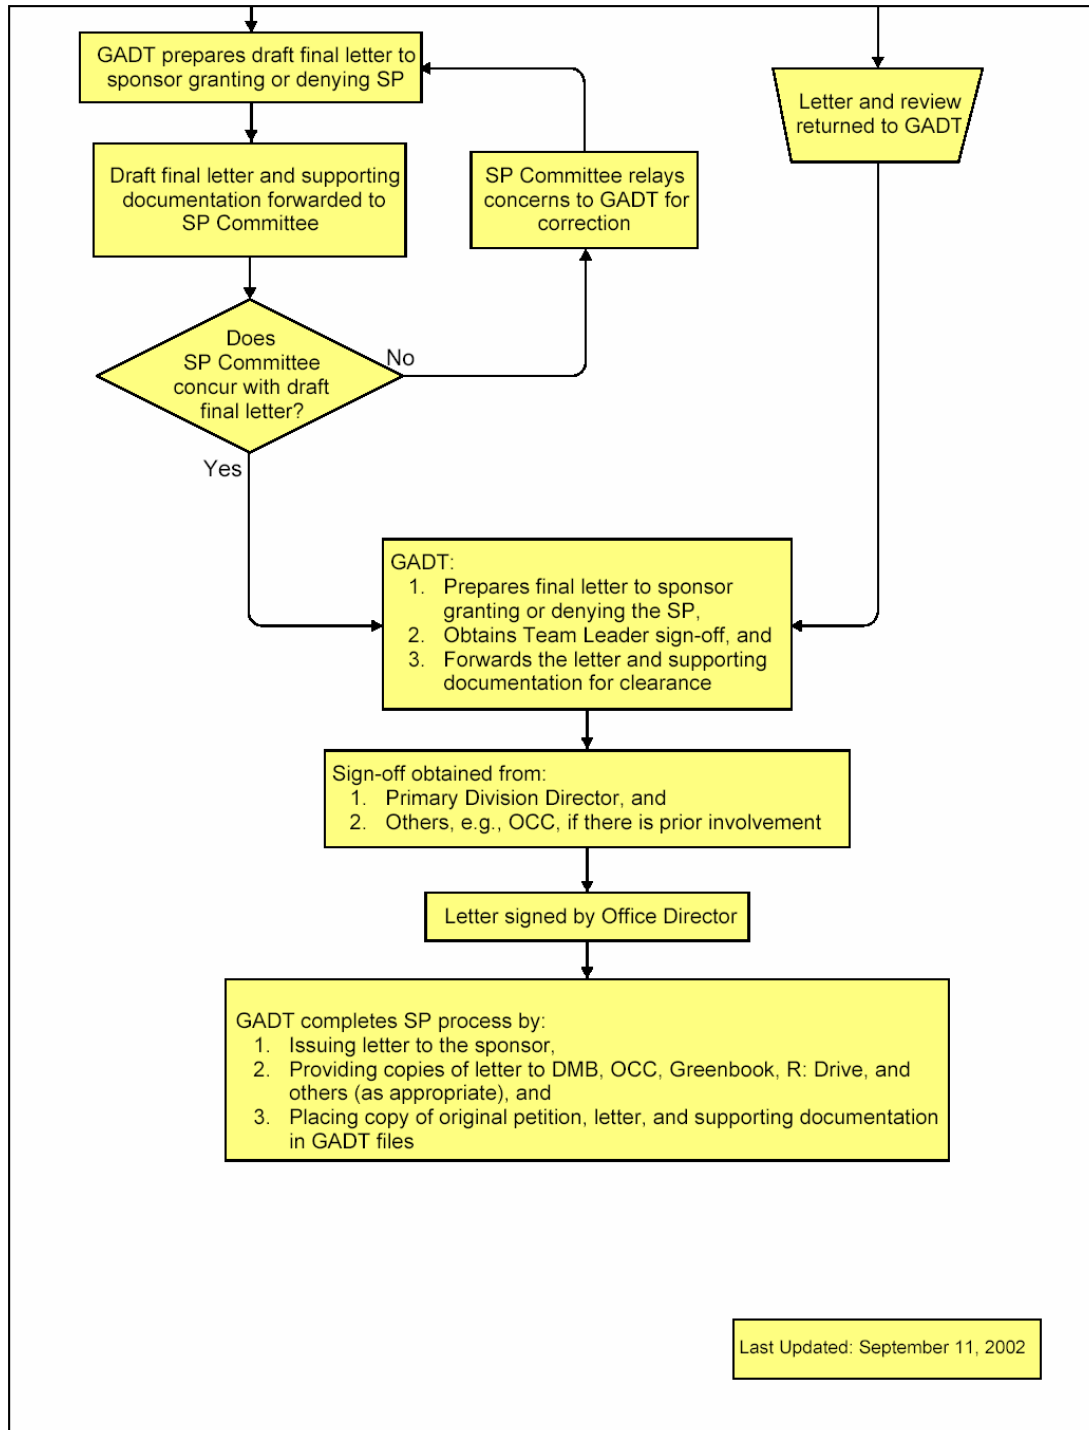 GADT prepares draft final letter to
sponsor granting or denying SP
Letter and review
returned to GADT
Draft final letter and supporting
documentation forwarded to
SP Committee
SP Committee relays
concerns to GADT for
correction
Does
SP Committee
concur with draft
final letter?
No
Yes
GADT:
1. Prepares final letter to sponsor
granting or denying the SP,
2. Obtains Team Leader sign-off, and
3. Forwards the letter and supporting
documentation for clearance
Sign-off obtained from:
1. Primary Division Director, and
2. Others, e.g., OCC, if there is prior involvement
Letter signed by Office Director
GADT completes SP process by:
1. Issuing letter to the sponsor,
2. Providing copies of letter to DMB, OCC, Greenbook, R: Drive, and
others (as appropriate), and
3. Placing copy of original petition, letter, and supporting documentation
in GADT files
Last Updated: September 11, 2002